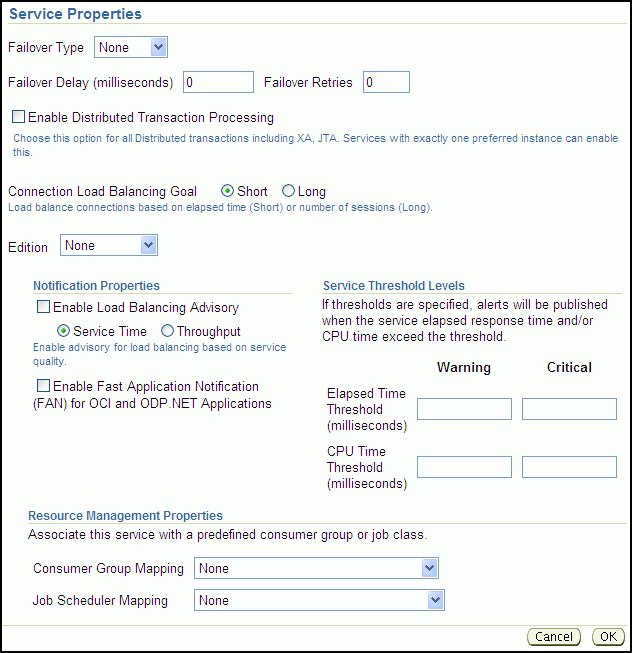 Service Properties
Failover Type None
Failover Delay (milliseconds) 0 Failover Retries 0
Enable Distributed Transaction Processing
Choose this option for all Distributed transactions including XA, JTA. Services with exactly one preferred instance can enable
this.
Connection Load Balancing Goal Short Long
Load balance connections based on elapsed time (Short) or number of sessions (Long).
Edition None
Notification Properties
Enable Load Balancing Advisory
Service Time Throughput
Enable advisory for load balancing based on service
quality.
Enable Fast Application Notification
(FAN) for OCI and ODP.NET Applications
Service Threshold Levels
If thresholds are specified, alerts will be published
when the service elapsed response time and/or
CPU time exceed the threshold.
Warning Critical
Elapsed Time
Threshold
(milliseconds)
CPU Time
Threshold
(milliseconds)
Resource Management Properties
Associate this service with a predefined consumer group or job class.
Consumer Group Mapping None
Job Scheduler Mapping None
Cancel OK